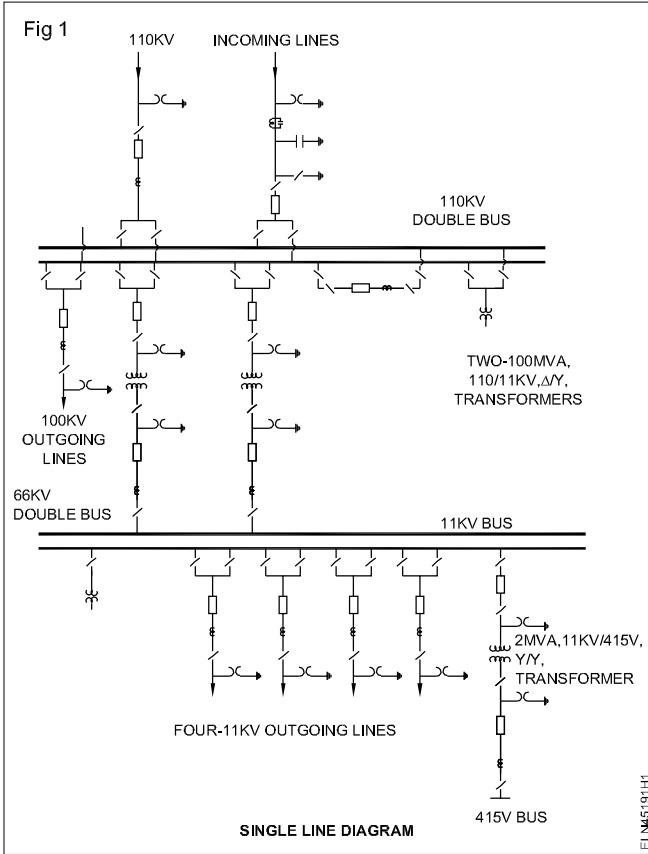 Fig 1
110KV
INCOMING LINES
110KV
DOUBLE BUS
TWO-100MVA,
110/11KV,Δ/Y,
TRANSFORMERS
100KV
OUTGOING
LINES
66KV
DOUBLE BUS
11KV BUS
2MVA,11KV/415V,
Y/Y,
TRANSFORMER
FOUR-11KV OUTGOING LINES
415V BUS
SINGLE LINE DIAGRAM
ELN45191H1